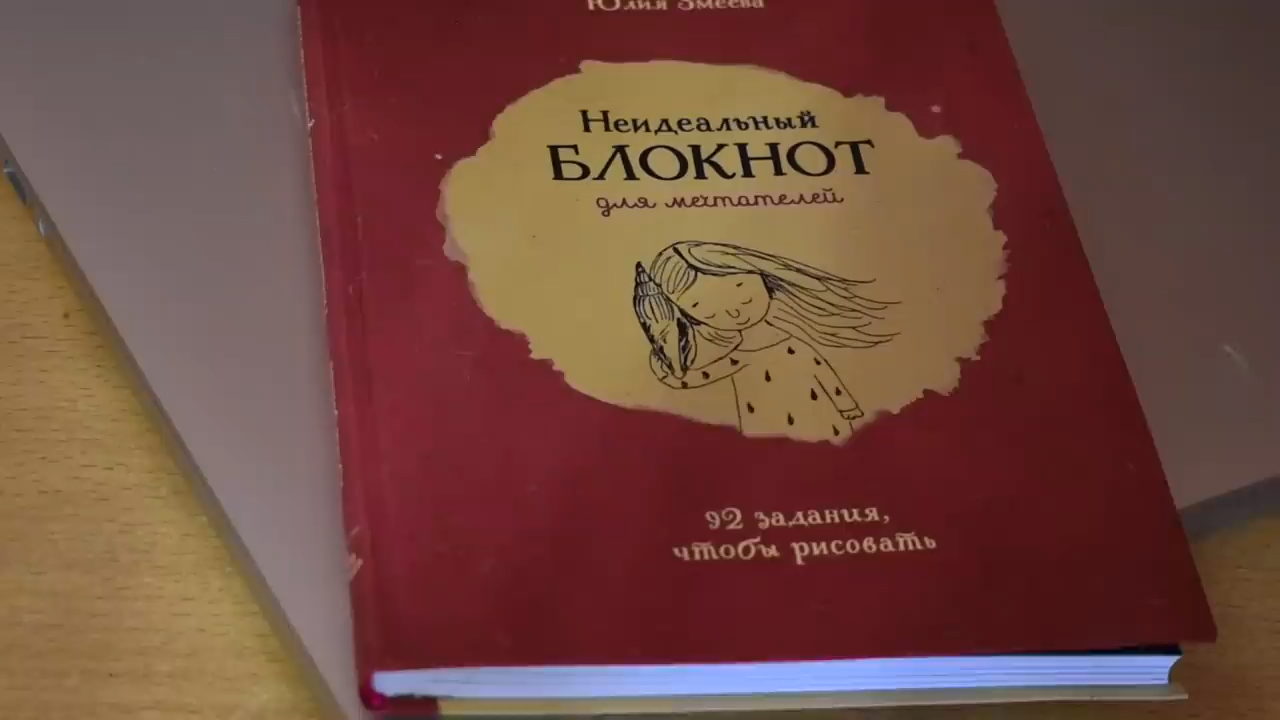 Юлия Змеева
Неидеальный
БЛОКНОТ
для мечтателей
92 задания,
чтобы рисовать